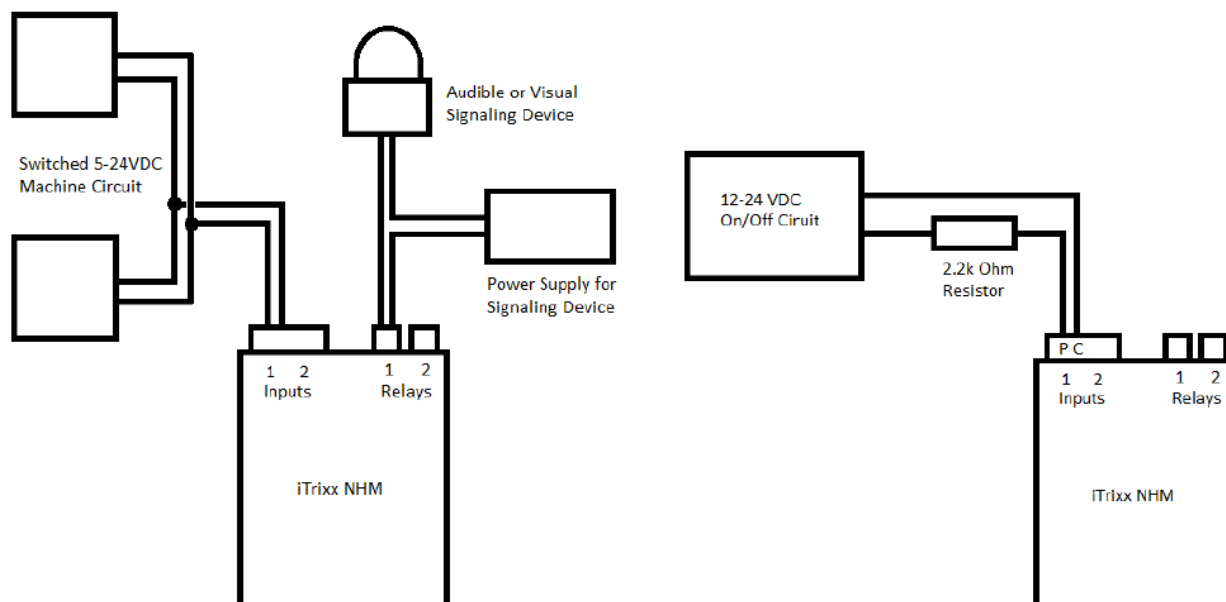 Audible or Visual
Signaling Device
Switched 5-24VDC
Machine Circuit
Power Supply for
Signaling Device
1 2
Inputs
1 2
Relays
iTrixx NHM
12-24 VDC
On/Off Ciruit
2.2k Ohm
Resistor
P C
1 2
Inputs
1 2
Relays
iTrixx NHM